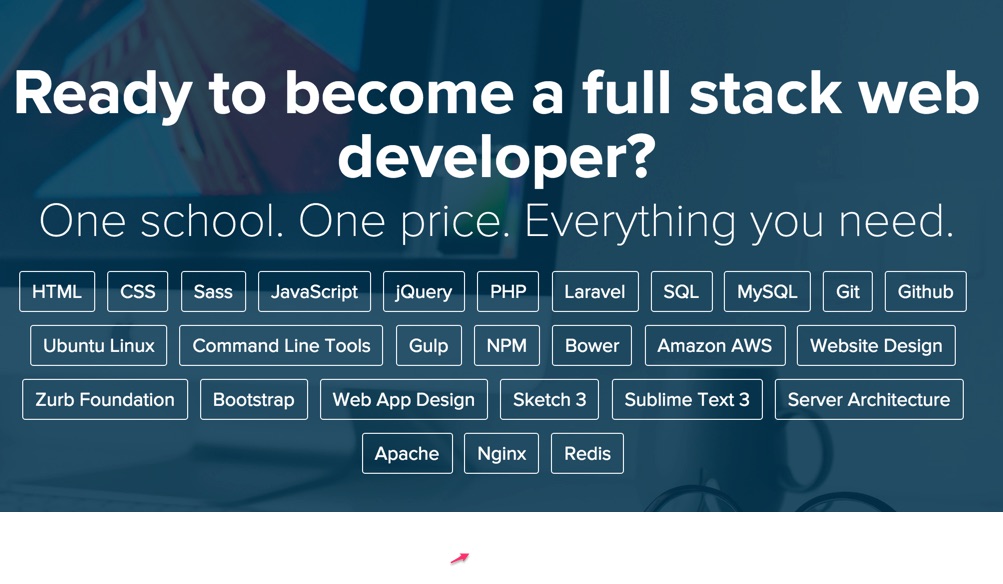 Ready to become a full stack web
developer?
One school. One price. Everything you need.
HTML CSS Sass JavaScript jQuery PHP Laravel SQL MySQL Git Github
Ubuntu Linux Command Line Tools Gulp NPM Bower Amazon AWS Website Design
Zurb Foundation Bootstrap Web App Design Sketch 3 Sublime Text 3 Server Architecture
Apache Nginx Redis